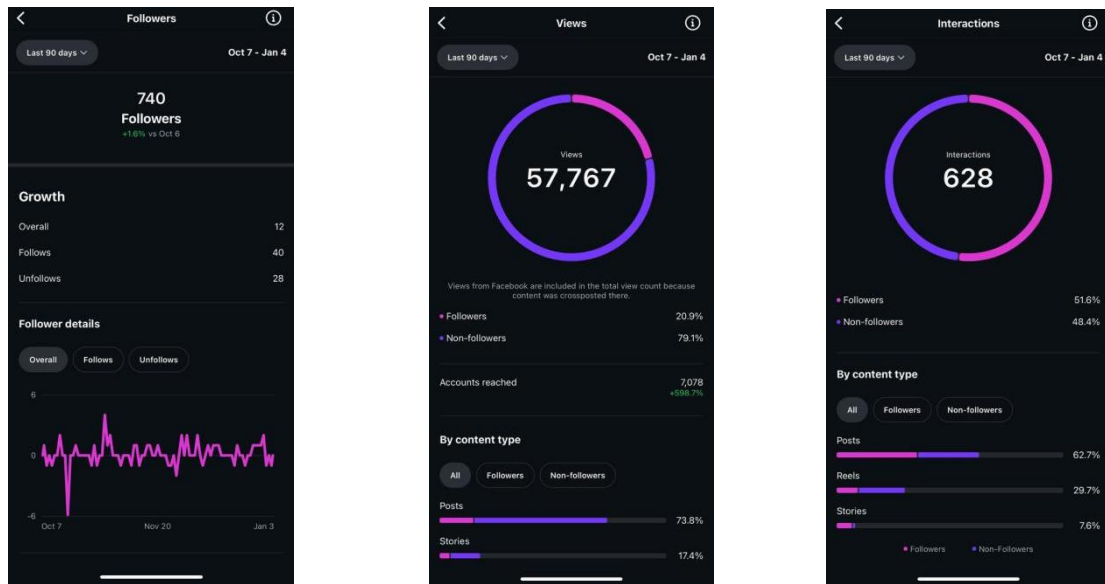 Followers
Last 90 days
Oct 7 - Jan 4
740
Followers
+1.6% vs Oct 6
Growth
Overall 12
Follows 40
Unfollows 28
Follower details
Overall Follows Unfollows
6
0
-6
Oct 7 Nov 20 Jan 3
Views
Last 90 days
Oct 7 - Jan 4
Views
57,767
Views from Facebook are included in the total view count because
content was crossposted there.
Followers 20.9%
Non-followers 79.1%
Accounts reached 7,078
+598.7%
By content type
All Followers Non-followers
Posts
73.8%
Stories
17.4%
Interactions
Last 90 days
Oct 7 - Jan 4
Interactions
628
Followers 51.6%
Non-followers 48.4%
By content type
All Followers Non-followers
Posts
62.7%
Reels
29.7%
Stories
7.6%
Followers Non-Followers